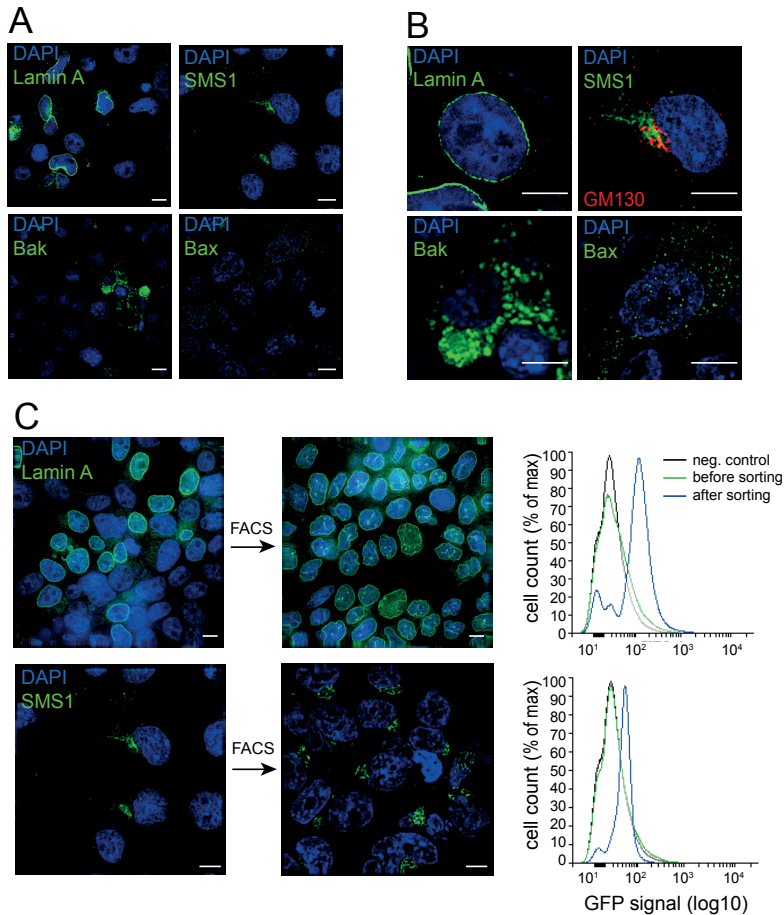 A
DAPI
Lamin A
DAPI
SMS1
DAPI
Bak
DAPI
Bax
B
DAPI
Lamin A
DAPI
SMS1
GM130
DAPI
Bak
DAPI
Bax
C
DAPI
Lamin A
FACS
cell count (% of max)
100
90
80
70
60
50
40
30
20
10
0
10¹ 10² 10³ 10⁴
neg. control
before sorting
after sorting
DAPI
SMS1
FACS
cell count (% of max)
100
90
80
70
60
50
40
30
20
10
0
10¹ 10² 10³ 10⁴
GFP signal (log10)